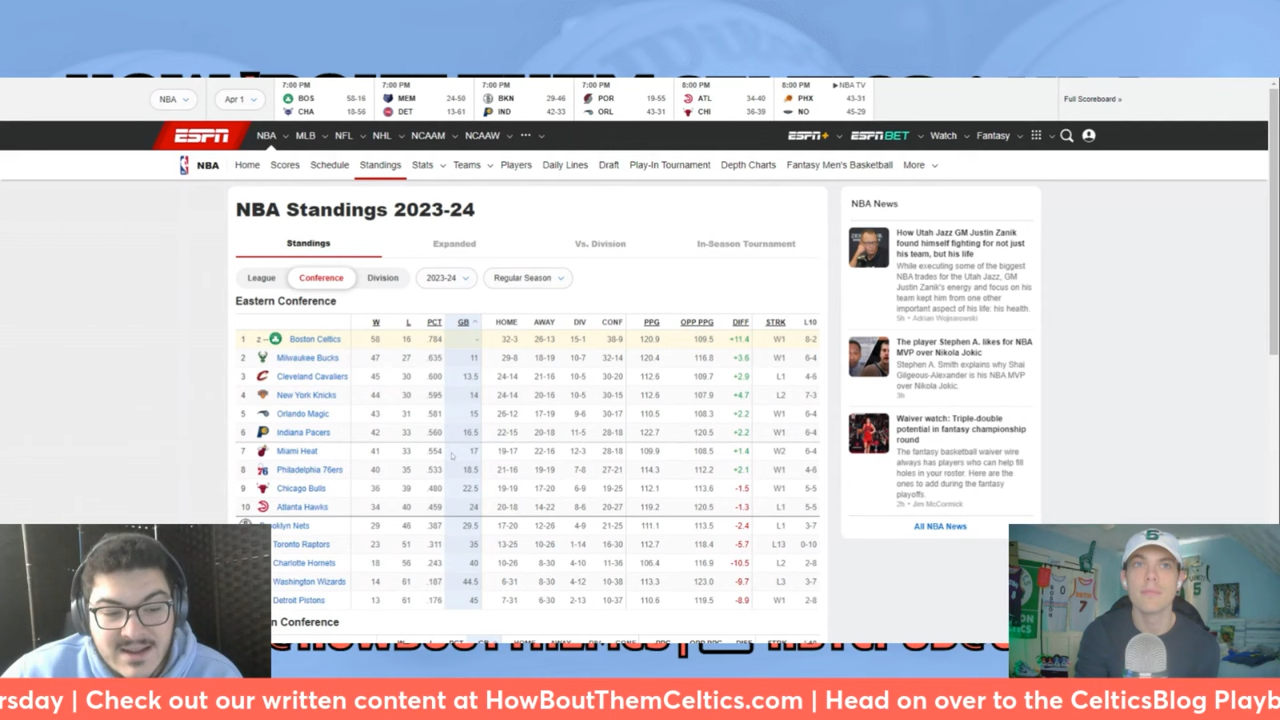 7:00 PM 7:00 PM 7:00 PM 7:00 PM 8:00 PM 8:00 PM ▶NBA TV
NBA Apr 1 BOS 58-16 MEM 24-50 BKN 29-46 POR 19-55 ATL 34-40 PHX 43-31 Full Scoreboard »
CHA 18-56 DET 13-61 IND 42-33 ORL 43-31 CHI 36-39 NO 45-29
ESPN NBA MLB NFL NHL NCAAM NCAAW ••• ESPN+ ESPN BET Watch Fantasy
NBA Home Scores Schedule Standings Stats Teams Players Daily Lines Draft Play-In Tournament Depth Charts Fantasy Men's Basketball More
NBA Standings 2023-24
Standings Expanded Vs. Division In-Season Tournament
League Conference Division 2023-24 Regular Season
Eastern Conference
W L PCT GB HOME AWAY DIV CONF PPG OPP PPG DIFF STRK L10
1 z -- Boston Celtics 58 16 .784 - 32-3 26-13 15-1 38-9 120.9 109.5 +11.4 W1 8-2
2 Milwaukee Bucks 47 27 .635 11 29-8 18-19 10-7 32-14 120.4 116.8 +3.6 W1 6-4
3 Cleveland Cavaliers 45 30 .600 13.5 24-14 21-16 10-5 30-20 112.6 109.7 +2.9 L1 4-6
4 New York Knicks 44 30 .595 14 24-14 20-16 10-5 30-15 112.6 107.9 +4.7 L2 7-3
5 Orlando Magic 43 31 .581 15 26-12 17-19 9-6 30-17 110.5 108.3 +2.2 W1 6-4
6 Indiana Pacers 42 33 .560 16.5 22-15 20-18 11-5 28-18 122.7 120.5 +2.2 W1 6-4
7 Miami Heat 41 33 .554 17 19-17 22-16 12-3 28-18 109.9 108.5 +1.4 W2 6-4
8 Philadelphia 76ers 40 35 .533 18.5 21-16 19-19 7-8 27-21 114.3 112.2 +2.1 W1 4-6
9 Chicago Bulls 36 39 .480 22.5 19-19 17-20 6-9 19-25 112.1 113.6 -1.5 W1 5-5
10 Atlanta Hawks 34 40 .459 24 20-18 14-22 8-6 20-27 119.2 120.5 -1.3 L1 5-5
ooklyn Nets 29 46 .387 29.5 17-20 12-26 4-9 21-25 111.1 113.5 -2.4 W1 3-7
Toronto Raptors 23 51 .311 35 13-25 10-26 1-14 16-30 112.7 118.4 -5.7 L13 0-10
Charlotte Hornets 18 56 .243 40 10-26 8-30 4-10 11-36 106.4 116.9 -10.5 L2 2-8
Washington Wizards 14 61 .187 44.5 6-31 8-30 4-12 10-38 113.3 123.0 -9.7 L3 3-7
Detroit Pistons 13 61 .176 45 7-31 6-30 2-13 10-37 110.6 119.5 -8.9 W1 2-8
n Conference
NBA News
How Utah Jazz GM Justin Zanik
found himself fighting for not just
his team, but his life
While executing some of the biggest
NBA trades for the Utah Jazz, GM
Justin Zanik's energy and focus on his
team kept him from one other
important aspect of his life: his health.
5h • Adrian Wojnarowski
The player Stephen A. likes for NBA
MVP over Nikola Jokic
Stephen A. Smith explains why Shai
Gilgeous-Alexander is his NBA MVP
over Nikola Jokic.
3h
Waiver watch: Triple-double
potential in fantasy championship
round
The fantasy basketball waiver wire
always has players who can help fill
holes in your roster. Here are the
ones to add during the fantasy
playoffs.
2h • Jim McCormick
All NBA News
rsday | Check out our written content at HowBoutThemCeltics.com | Head on over to the CelticsBlog Playb